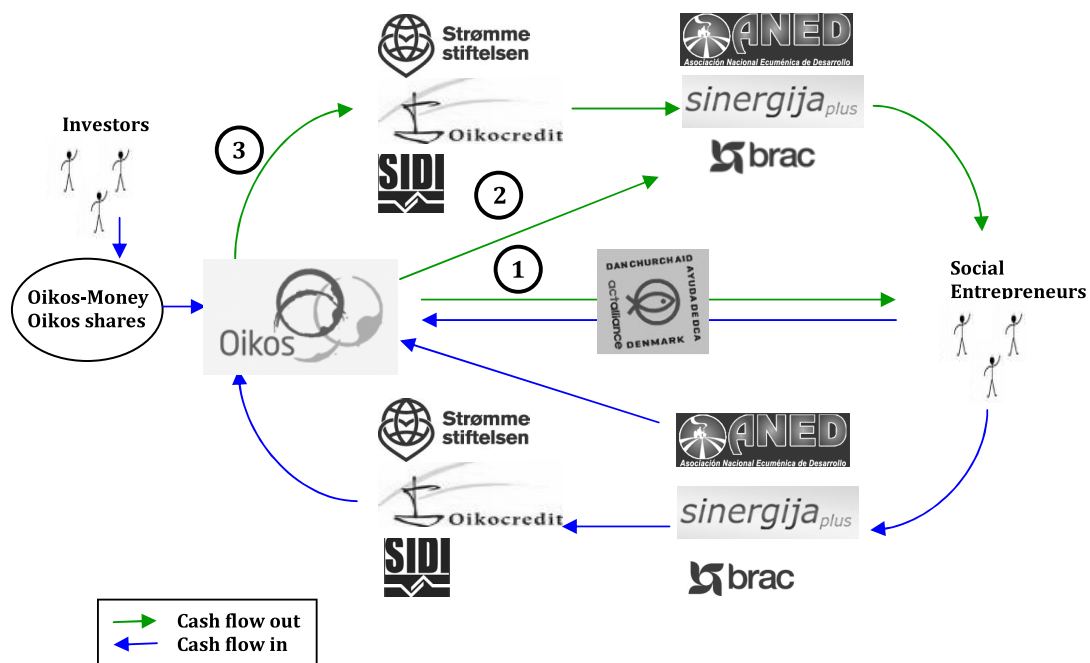 Strømme
stiftelsen
ANED
Asociación Nacional Ecuménica de Desarrollo
Investors
3
Oikocredit
sinergija plus
SIDI
brac
2
1
Oikos-Money
Oikos shares
Oikos
DANCHURCHAID
AYUDA DE DCA
actalliance
DENMARK
Social
Entrepreneurs
Strømme
stiftelsen
ANED
Asociación Nacional Ecuménica de Desarrollo
Oikocredit
sinergija plus
SIDI
brac
Cash flow out
Cash flow in